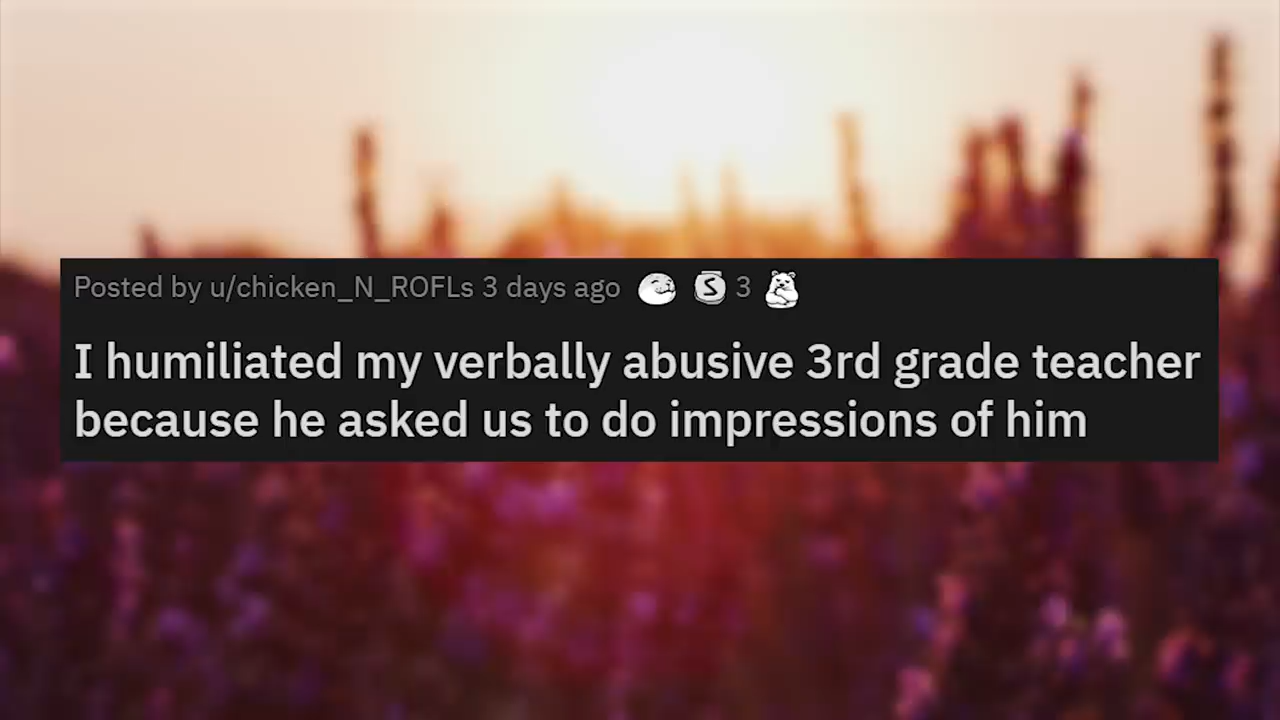 Posted by u/chicken_N_ROFLs 3 days ago S 3
I humiliated my verbally abusive 3rd grade teacher
because he asked us to do impressions of him